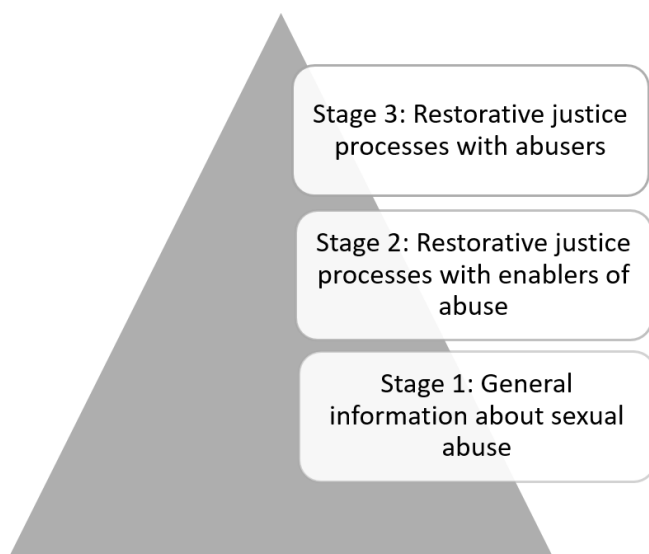 Stage 3: Restorative justice
processes with abusers
Stage 2: Restorative justice
processes with enablers of
abuse
Stage 1: General
information about sexual
abuse